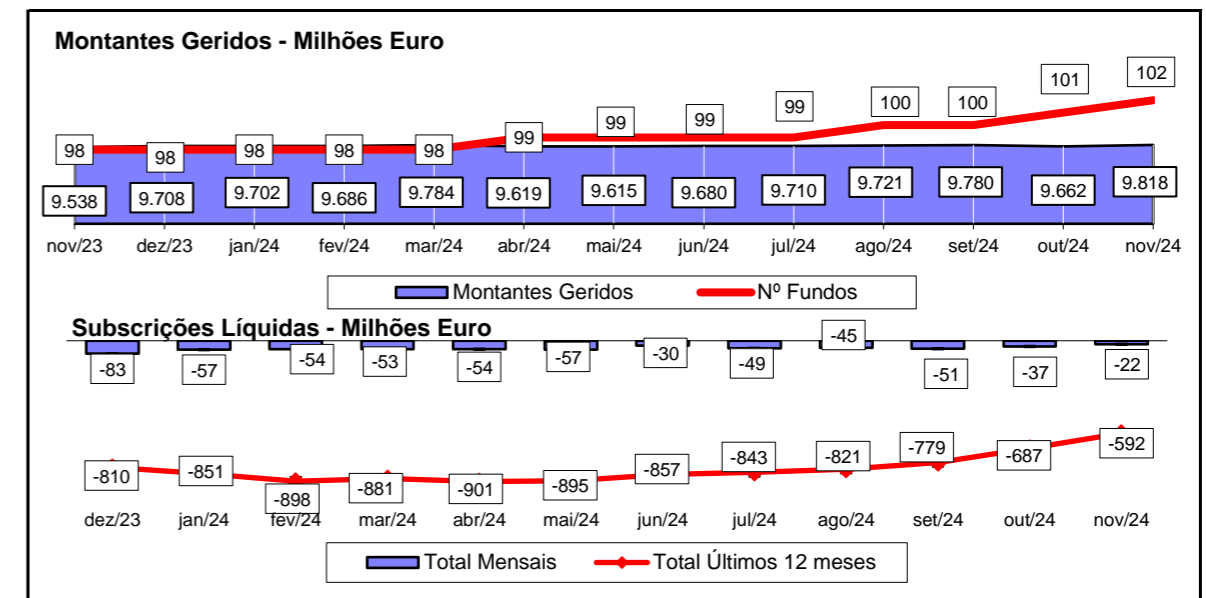 Montantes Geridos - Milhões Euro
98 98 98 98 98 99 99 99 99 100 100 101 102
9.538 9.708 9.702 9.686 9.784 9.619 9.615 9.680 9.710 9.721 9.780 9.662 9.818
nov/23 dez/23 jan/24 fev/24 mar/24 abr/24 mai/24 jun/24 jul/24 ago/24 set/24 out/24 nov/24
Montantes Geridos Nº Fundos
Subscrições Líquidas - Milhões Euro
-83 -57 -54 -53 -54 -57 -30 -49 -45 -51 -37 -22
-810 -851 -898 -881 -901 -895 -857 -843 -821 -779 -687 -592
dez/23 jan/24 fev/24 mar/24 abr/24 mai/24 jun/24 jul/24 ago/24 set/24 out/24 nov/24
Total Mensais Total Últimos 12 meses